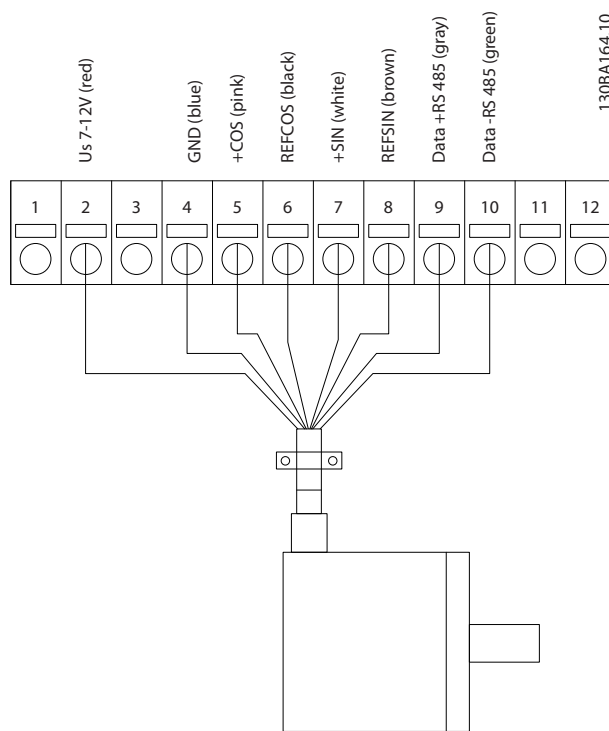 Us 7-12V (red)
GND (blue)
+COS (pink)
REFCOS (black)
+SIN (white)
REFSIN (brown)
Data +RS 485 (gray)
Data -RS 485 (green)
130BA164.10
1 2 3 4 5 6 7 8 9 10 11 12